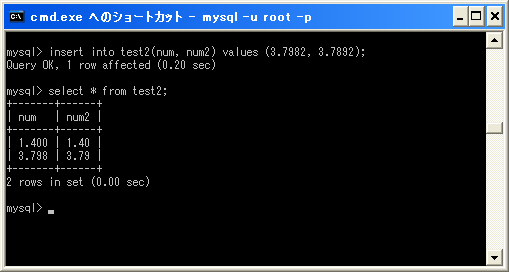 cmd.exe へのショートカット - mysql -u root -p
mysql> insert into test2(num, num2) values (3.7982, 3.7892);
Query OK, 1 row affected (0.20 sec)
mysql> select * from test2;
+-------+------+
| num   | num2 |
+-------+------+
| 1.400 | 1.40 |
| 3.798 | 3.79 |
+-------+------+
2 rows in set (0.00 sec)
mysql>